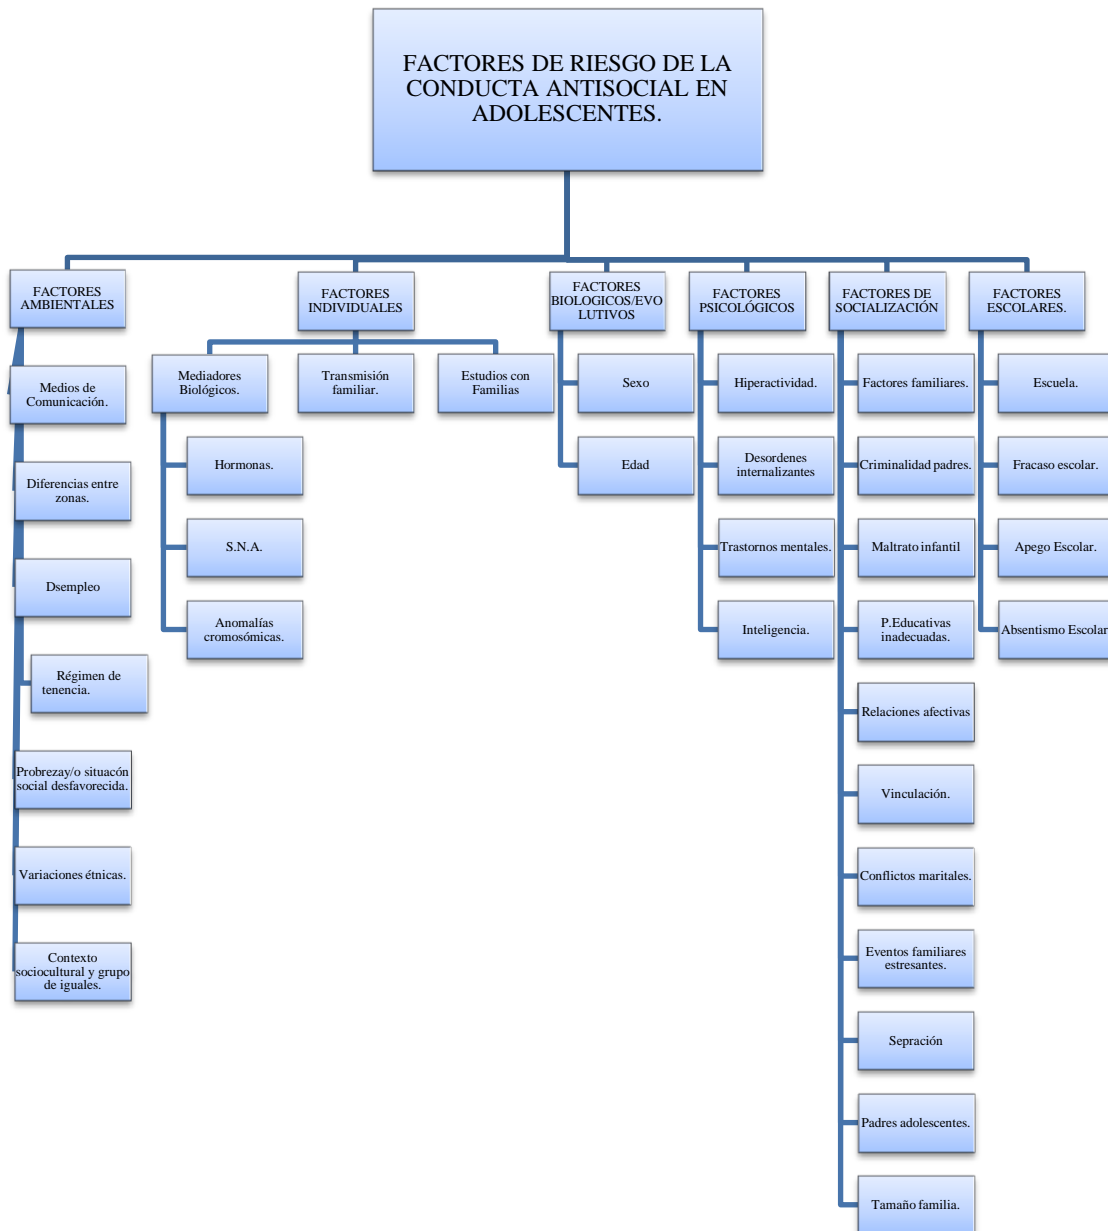 FACTORES DE RIESGO DE LA
CONDUCTA ANTISOCIAL EN
ADOLESCENTES.
FACTORES
AMBIENTALES
Medios de
Comunicación.
Diferencias entre
zonas.
Dsempleo
Régimen de
tenencia.
Probrezay/o situacón
social desfavorecida.
Variaciones étnicas.
Contexto
sociocultural y grupo
de iguales.
FACTORES
INDIVIDUALES
Mediadores
Biológicos.
Hormonas.
S.N.A.
Anomalías
cromosómicas.
Transmisión
familiar.
Estudios con
Familias
FACTORES
BIOLOGICOS/EVO
LUTIVOS
Sexo
Edad
FACTORES
PSICOLÓGICOS
Hiperactividad.
Desordenes
internalizantes
Trastornos mentales.
Inteligencia.
FACTORES DE
SOCIALIZACIÓN
Factores familiares.
Criminalidad padres.
Maltrato infantil
P.Educativas
inadecuadas.
Relaciones afectivas
Vinculación.
Conflictos maritales.
Eventos familiares
estresantes.
Sepración
Padres adolescentes.
Tamaño familia.
FACTORES
ESCOLARES.
Escuela.
Fracaso escolar.
Apego Escolar.
Absentismo Escolar